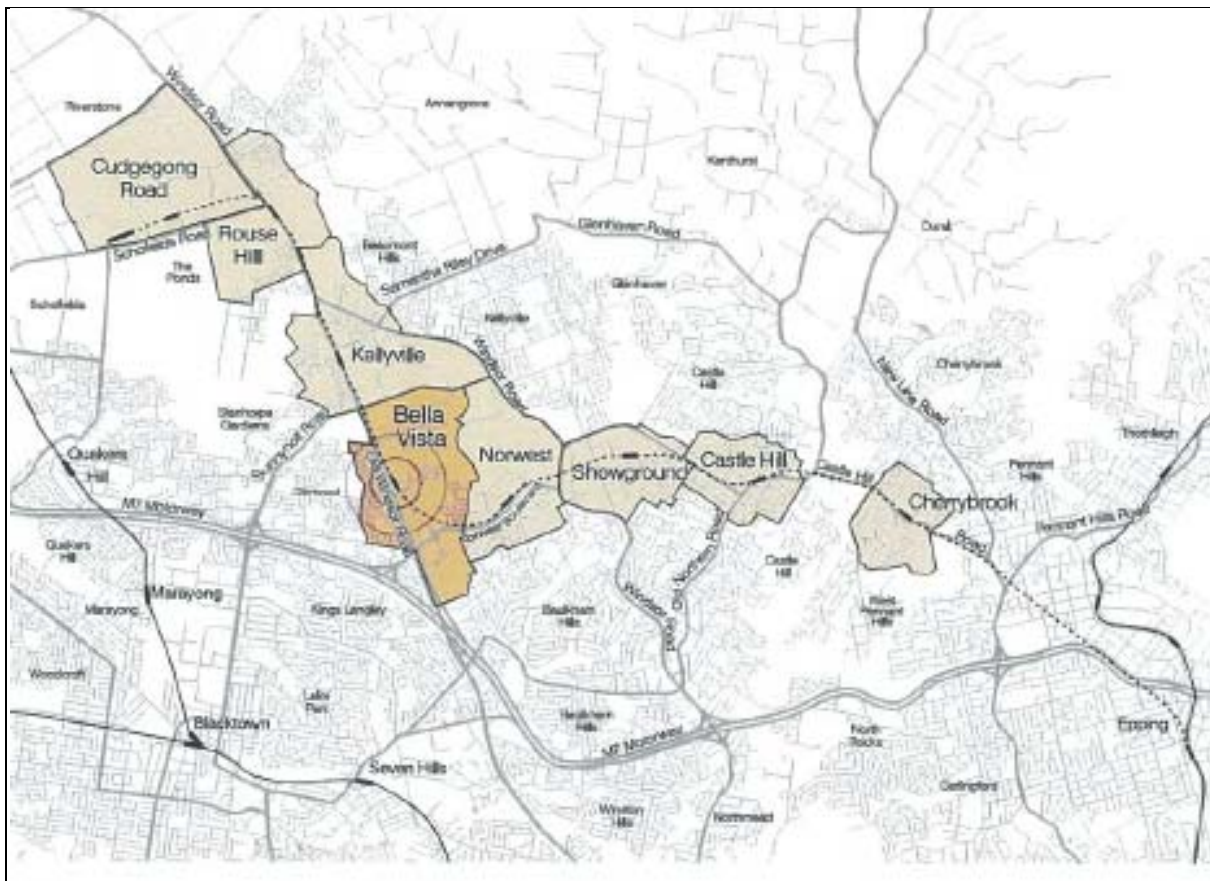 Windsor Road
Riverstone
Annangrove
Cudgegong
Road
Kenthurst
Schofields Road
Rouse
Hill
The
Ponds
Beaumont
Hills
Samantha Riley Drive
Glenhaven Road
Dural
Schofields
Glenhaven
Kellyville
Kellyville
Windsor Road
New Line Road
Cherrybrook
Castle
Hill
Stanhope
Gardens
Sunnyholt Road
Bella
Vista
Norwest
Showground
Castle Hill
Castle Hill
Road
Thornleigh
Pennant
Hills
Pennant Hills Road
Quakers
Hill
Glenwood
Old Windsor Road
Cherrybrook
M7 Motorway
Quakers
Hill
Marayong
Marayong
Kings Langley
Baulkham
Hills
Windsor Road
Old Northern Road
Castle
Hill
West
Pennant Hills
Woodcroft
Lalor
Park
Blacktown
Baulkham
Hills
M2 Motorway
North
Rocks
Epping
Seven Hills
Winston
Hills
Northmead
Carlingford